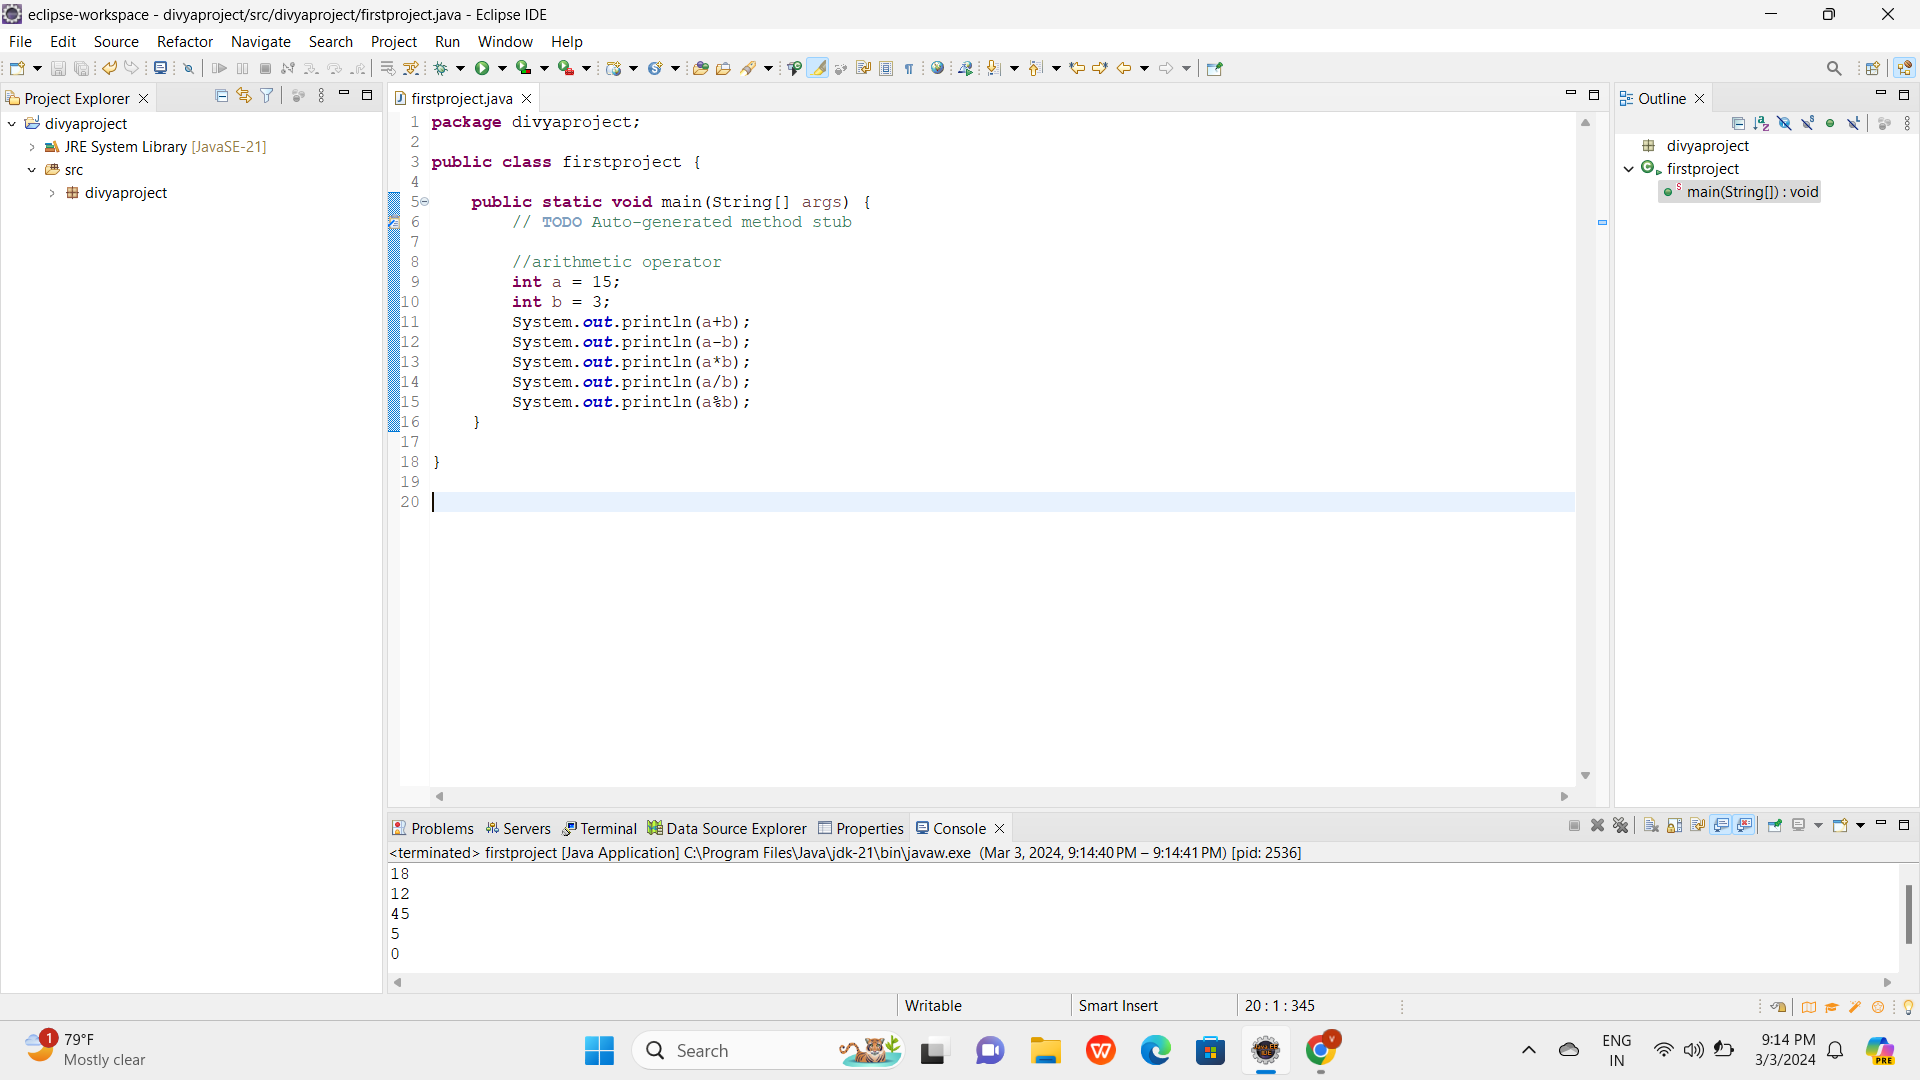 eclipse-workspace - divyaproject/src/divyaproject/firstproject.java - Eclipse IDE
File Edit Source Refactor Navigate Search Project Run Window Help
Project Explorer
divyaproject
JRE System Library [JavaSE-21]
src
divyaproject
firstproject.java
1 package divyaproject;
2
3 public class firstproject {
4
5 public static void main(String[] args) {
6 // TODO Auto-generated method stub
7
8 //arithmetic operator
9 int a = 15;
10 int b = 3;
11 System.out.println(a+b);
12 System.out.println(a-b);
13 System.out.println(a*b);
14 System.out.println(a/b);
15 System.out.println(a%b);
16 }
17
18 }
19
20
Outline
divyaproject
firstproject
main(String[]) : void
Problems Servers Terminal Data Source Explorer Properties Console
<terminated> firstproject [Java Application] C:\Program Files\Java\jdk-21\bin\javaw.exe (Mar 3, 2024, 9:14:40 PM – 9:14:41 PM) [pid: 2536]
18
12
45
5
0
Writable Smart Insert 20 : 1 : 345
1
79°F
Mostly clear
Search
V
ENG
IN
9:14 PM
3/3/2024
PRE